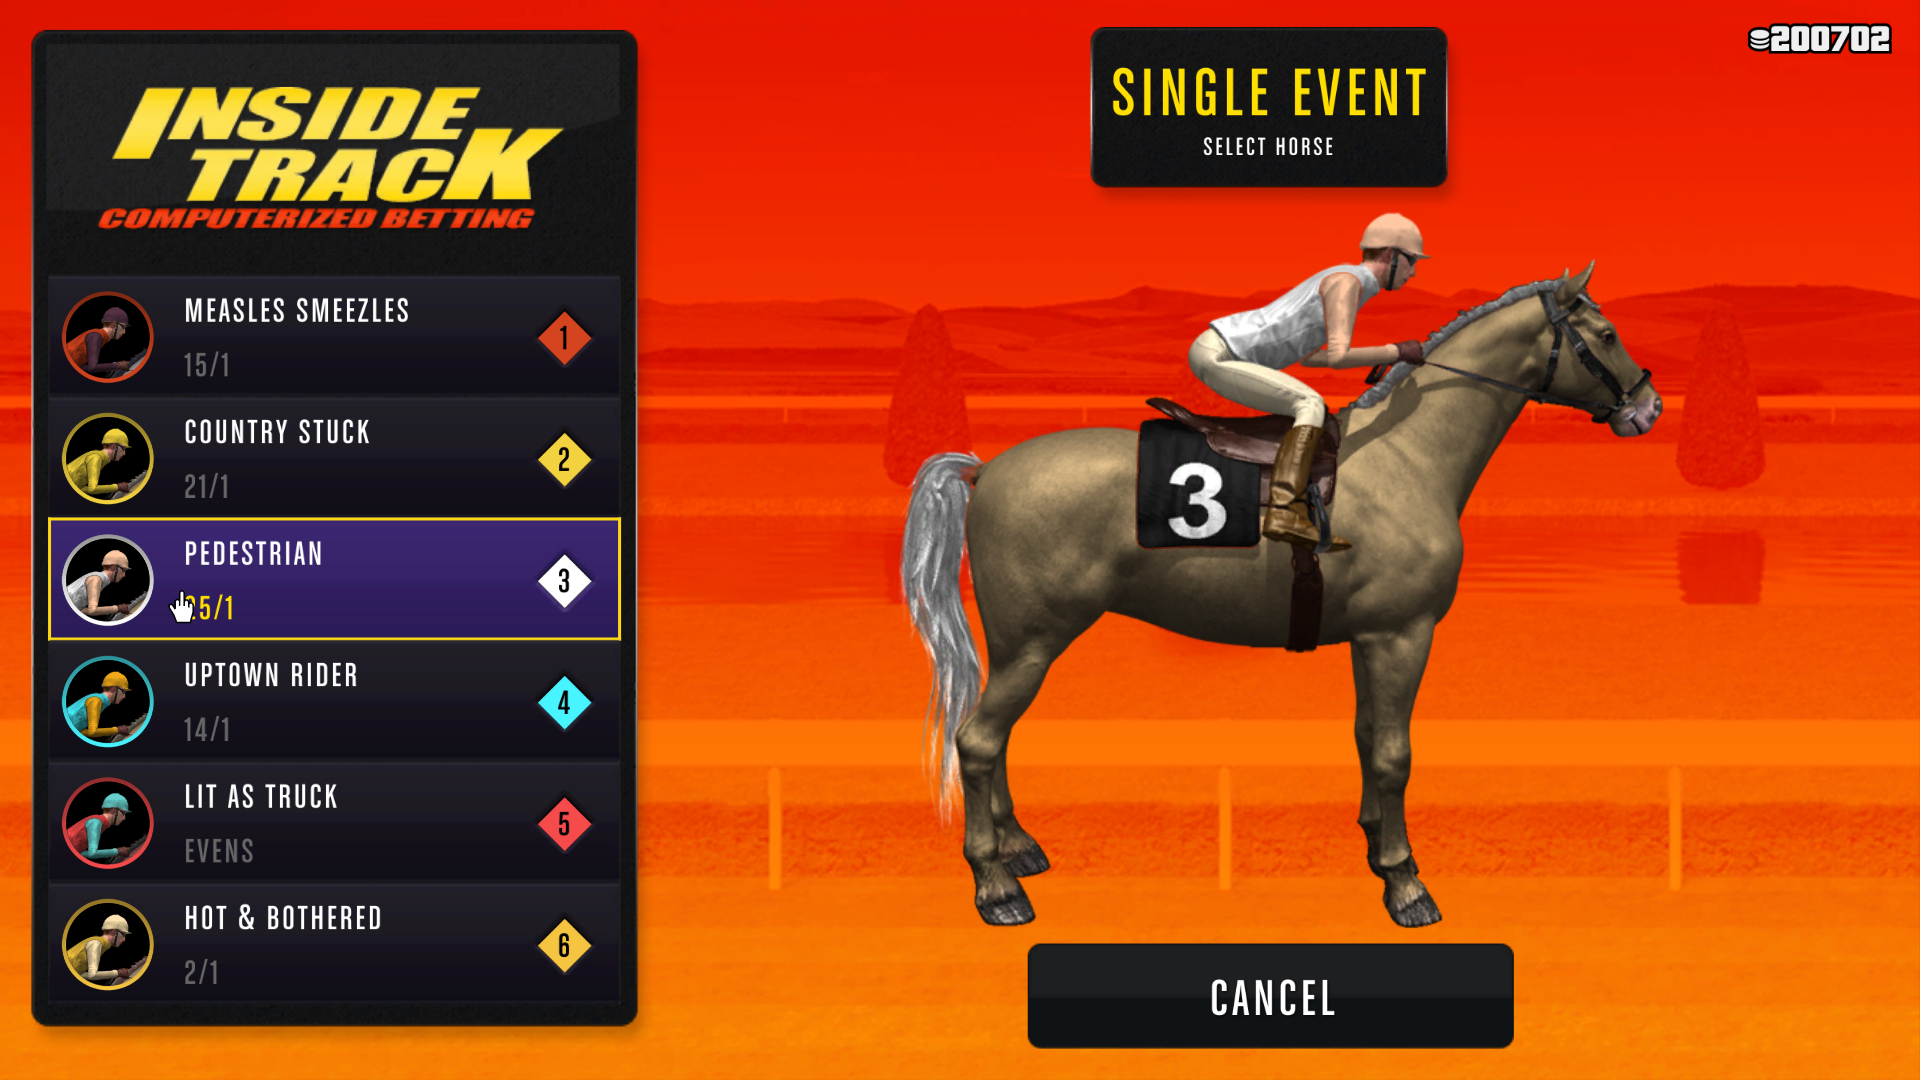 INSIDE
TRACK
COMPUTERIZED BETTING
MEASLES SMEEZLES
15/1
1
COUNTRY STUCK
21/1
2
PEDESTRIAN
3
UPTOWN RIDER
14/1
4
LIT AS TRUCK
EVENS
5
HOT & BOTHERED
2/1
6
SINGLE EVENT
SELECT HORSE
200702
3
CANCEL